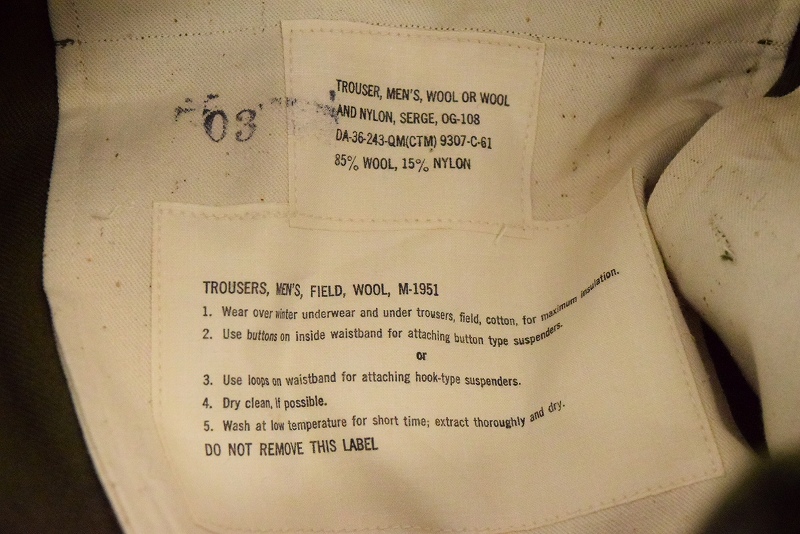 03
TROUSER, MEN'S, WOOL OR WOOL
AND NYLON, SERGE, OG-108
DA-36-243-QM(CTM) 9307-C-61
85% WOOL, 15% NYLON
TROUSERS, MEN'S, FIELD, WOOL, M-1951
1. Wear over winter underwear and under trousers, field, cotton, for maximum insulation.
2. Use buttons on inside waistband for attaching button type suspenders.
or
3. Use loops on waistband for attaching hook-type suspenders.
4. Dry clean, if possible.
5. Wash at low temperature for short time; extract thoroughly and dry.
DO NOT REMOVE THIS LABEL